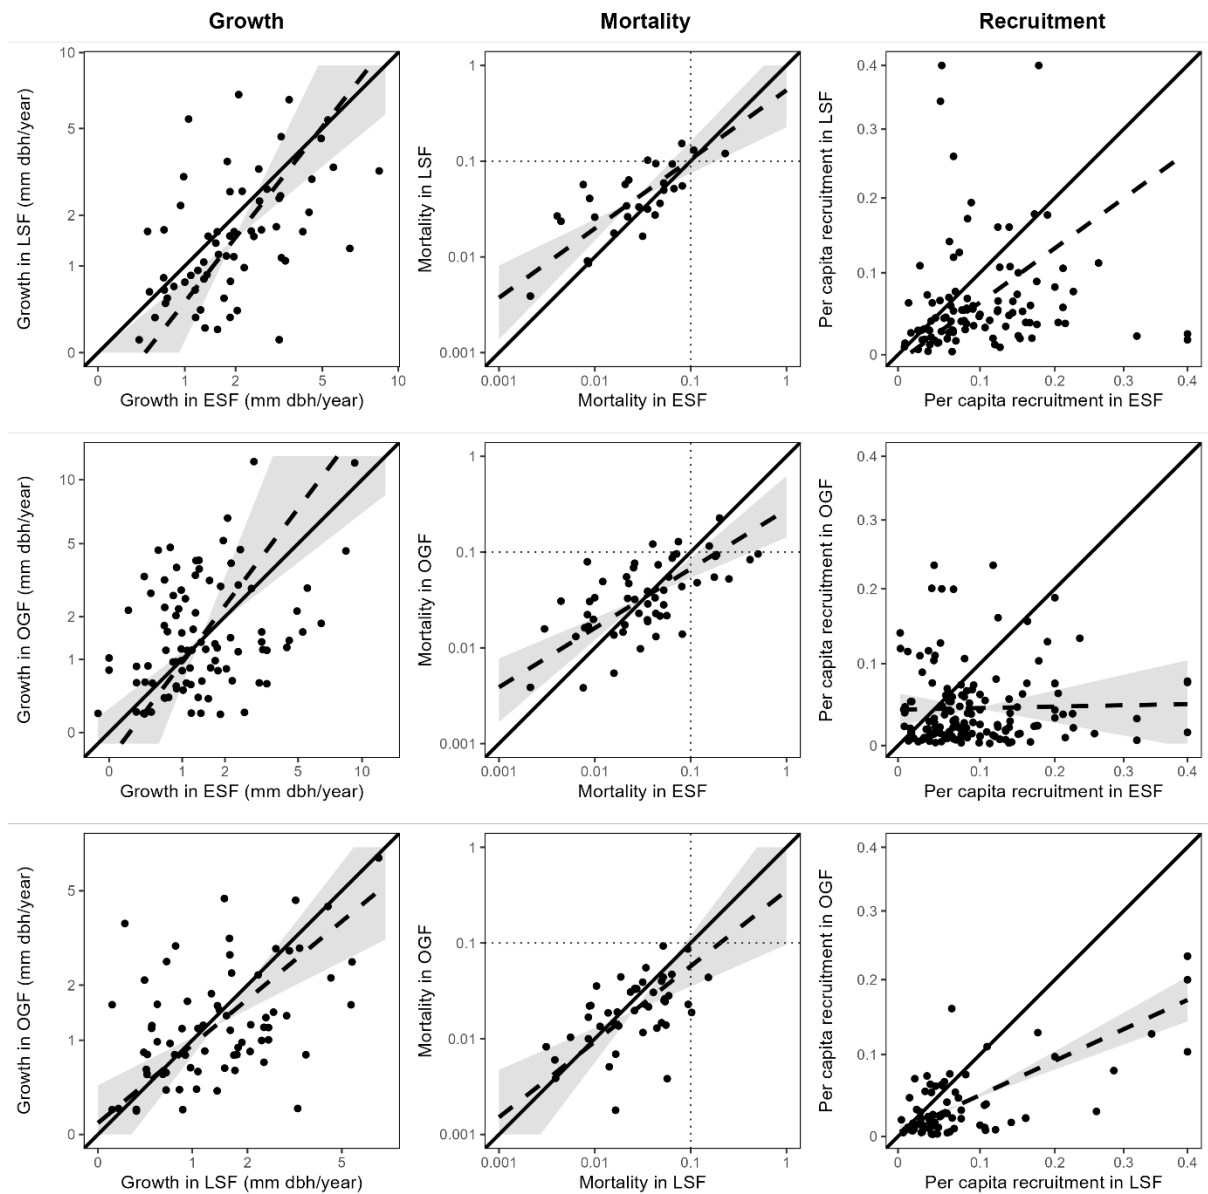 Growth Mortality Recruitment
10
5
2
1
0
Growth in LSF (mm dbh/year)
0 1 2 5 10
Growth in ESF (mm dbh/year)
1
0.1
0.01
0.001
Mortality in LSF
0.001 0.01 0.1 1
Mortality in ESF
0.4
0.3
0.2
0.1
0
Per capita recruitment in LSF
0 0.1 0.2 0.3 0.4
Per capita recruitment in ESF
10
5
2
1
0
Growth in OGF (mm dbh/year)
0 1 2 5 10
Growth in ESF (mm dbh/year)
1
0.1
0.01
0.001
Mortality in OGF
0.001 0.01 0.1 1
Mortality in ESF
0.4
0.3
0.2
0.1
0
Per capita recruitment in OGF
0 0.1 0.2 0.3 0.4
Per capita recruitment in ESF
5
2
1
0
Growth in OGF (mm dbh/year)
0 1 2 5
Growth in LSF (mm dbh/year)
1
0.1
0.01
0.001
Mortality in OGF
0.001 0.01 0.1 1
Mortality in LSF
0.4
0.3
0.2
0.1
0
Per capita recruitment in OGF
0 0.1 0.2 0.3 0.4
Per capita recruitment in LSF